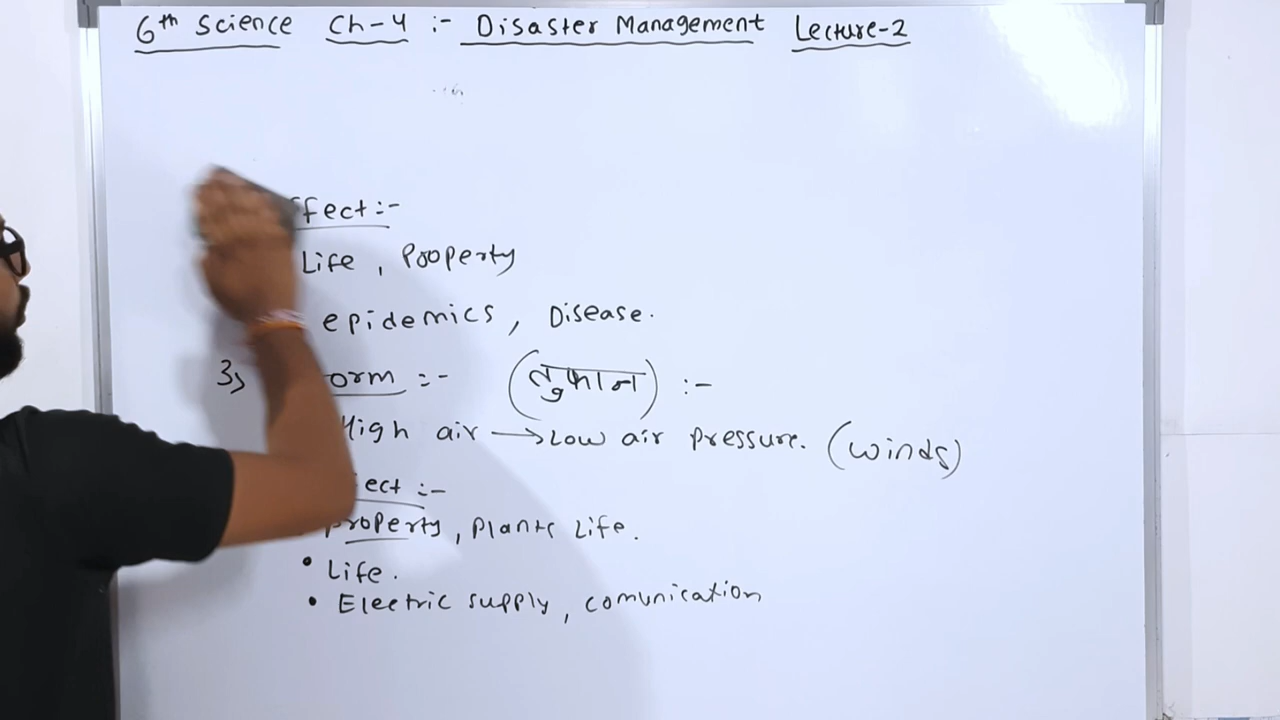 6th Science Ch-4 :- Disaster Management Lecture-2
ffect :-
Life , Property
epidemics , Disease.
3) orm :- (तुफान) :-
High air → Low air pressure. (winds)
ect :-
property , Plants Life.
• Life.
• Electric supply , comunication